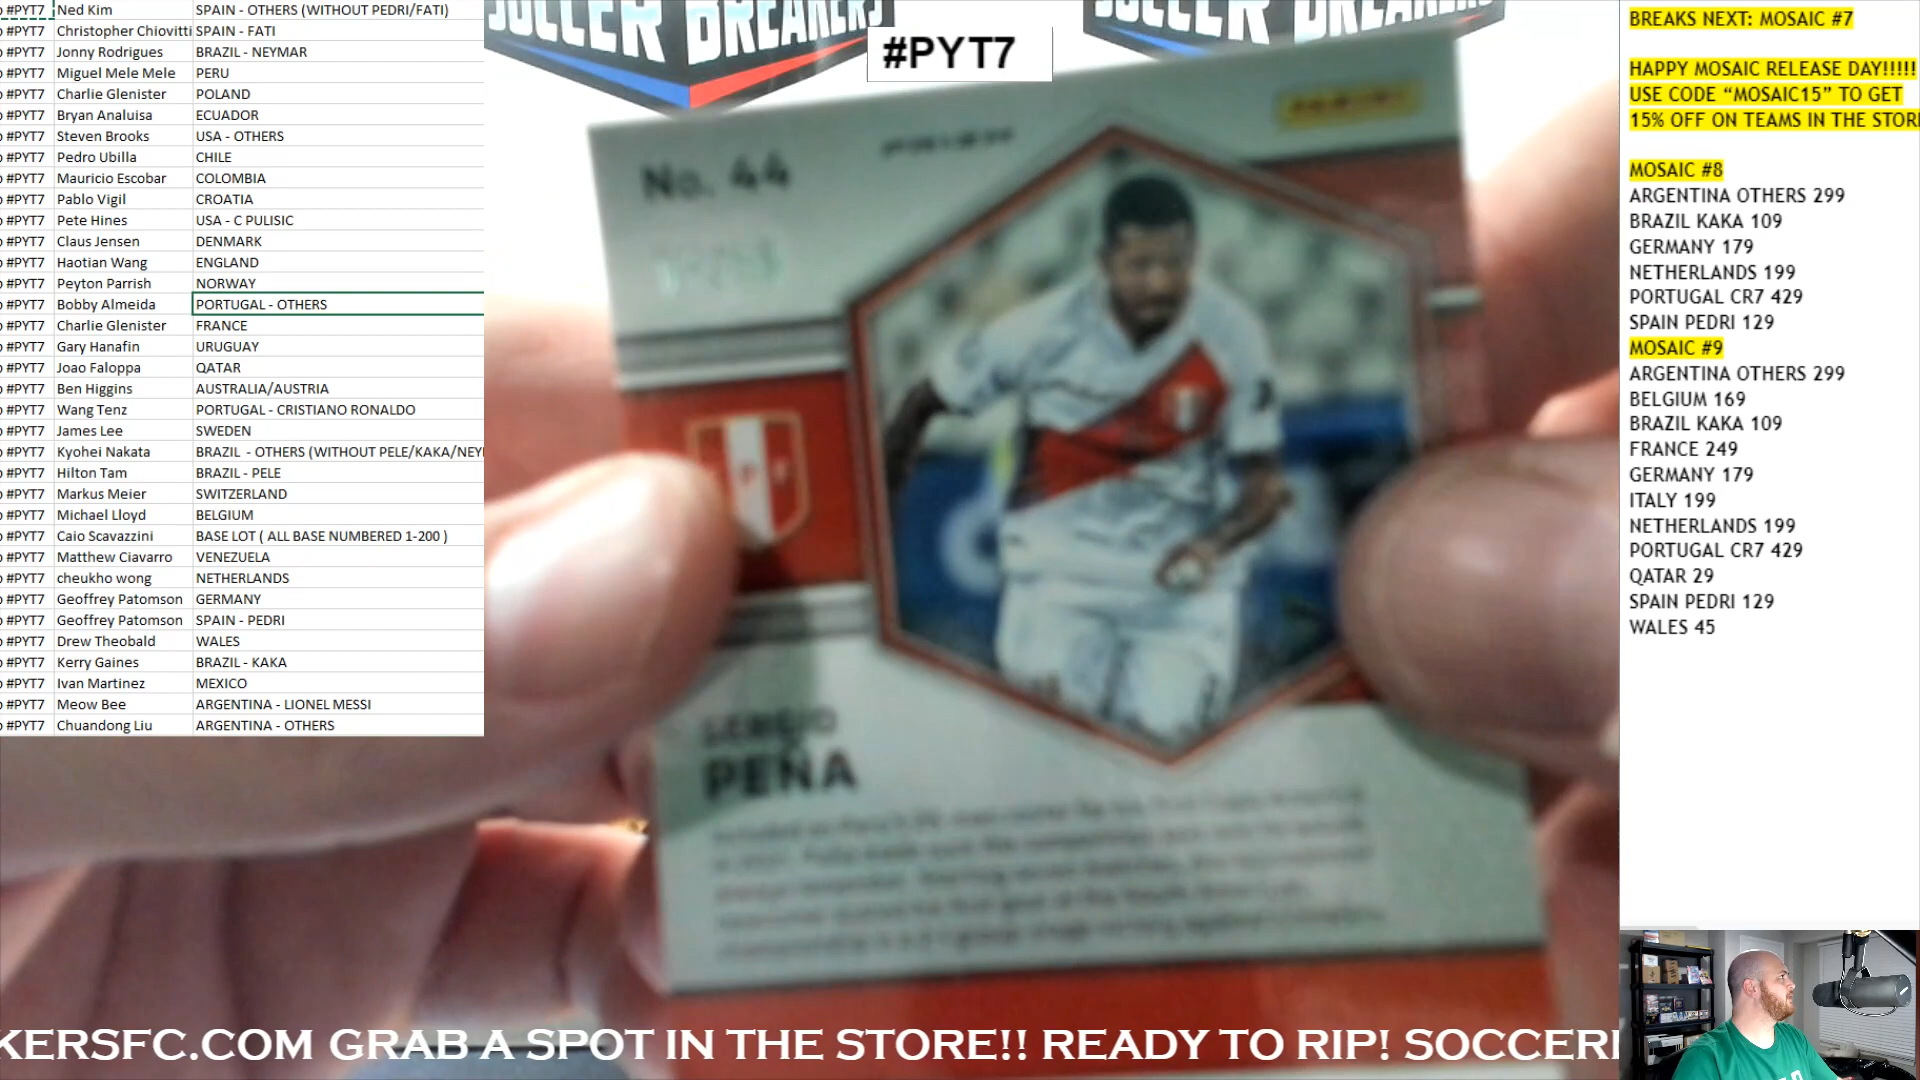 #PYT7 Ned Kim SPAIN - OTHERS (WITHOUT PEDRI/FATI)
#PYT7 Christopher Chiovitti SPAIN - FATI
#PYT7 Jonny Rodrigues BRAZIL - NEYMAR
#PYT7 Miguel Mele Mele PERU
#PYT7 Charlie Glenister POLAND
#PYT7 Bryan Analuisa ECUADOR
#PYT7 Steven Brooks USA - OTHERS
#PYT7 Pedro Ubilla CHILE
#PYT7 Mauricio Escobar COLOMBIA
#PYT7 Pablo Vigil CROATIA
#PYT7 Pete Hines USA - C PULISIC
#PYT7 Claus Jensen DENMARK
#PYT7 Haotian Wang ENGLAND
#PYT7 Peyton Parrish NORWAY
#PYT7 Bobby Almeida PORTUGAL - OTHERS
#PYT7 Charlie Glenister FRANCE
#PYT7 Gary Hanafin URUGUAY
#PYT7 Joao Faloppa QATAR
#PYT7 Ben Higgins AUSTRALIA/AUSTRIA
#PYT7 Wang Tenz PORTUGAL - CRISTIANO RONALDO
#PYT7 James Lee SWEDEN
#PYT7 Kyohei Nakata BRAZIL - OTHERS (WITHOUT PELE/KAKA/NEY
#PYT7 Hilton Tam BRAZIL - PELE
#PYT7 Markus Meier SWITZERLAND
#PYT7 Michael Lloyd BELGIUM
#PYT7 Caio Scavazzini BASE LOT ( ALL BASE NUMBERED 1-200 )
#PYT7 Matthew Ciavarro VENEZUELA
#PYT7 cheukho wong NETHERLANDS
#PYT7 Geoffrey Patomson GERMANY
#PYT7 Geoffrey Patomson SPAIN - PEDRI
#PYT7 Drew Theobald WALES
#PYT7 Kerry Gaines BRAZIL - KAKA
#PYT7 Ivan Martinez MEXICO
#PYT7 Meow Bee ARGENTINA - LIONEL MESSI
#PYT7 Chuandong Liu ARGENTINA - OTHERS
SOCCER BREAKERS
SOCCER BREAKERS
#PYT7
PANINI
No. 44
SERGIO
PEÑA
BREAKS NEXT: MOSAIC #7
HAPPY MOSAIC RELEASE DAY!!!!!
USE CODE “MOSAIC15” TO GET
15% OFF ON TEAMS IN THE STOR
MOSAIC #8
ARGENTINA OTHERS 299
BRAZIL KAKA 109
GERMANY 179
NETHERLANDS 199
PORTUGAL CR7 429
SPAIN PEDRI 129
MOSAIC #9
ARGENTINA OTHERS 299
BELGIUM 169
BRAZIL KAKA 109
FRANCE 249
GERMANY 179
ITALY 199
NETHERLANDS 199
PORTUGAL CR7 429
QATAR 29
SPAIN PEDRI 129
WALES 45
KERSFC.COM GRAB A SPOT IN THE STORE!! READY TO RIP! SOCCER